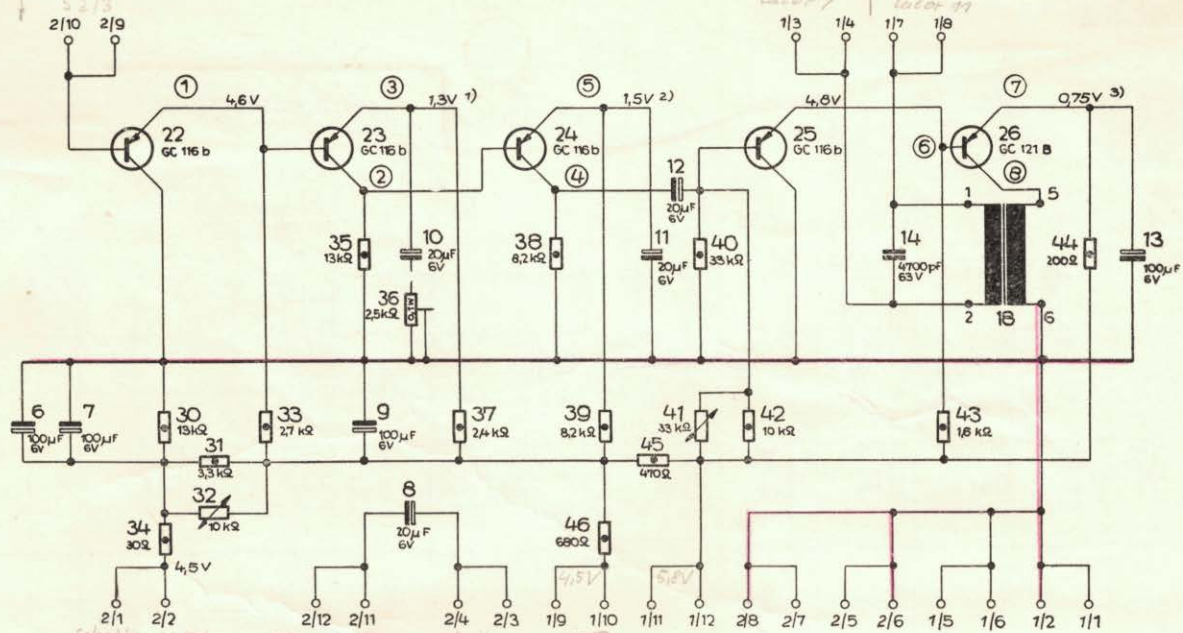 S 2/3
2/10 2/9 1/3 1/4 1/7 1/8
① ③ ⑤ ⑦
4,6V 1,3V 1) 1,5V 2) 4,8V 0,75V 3)
22 GC 116 b
23 GC 116 b
24 GC 116 b
25 GC 116 b
26 GC 121 B
② ④ ⑥ ⑧
12 20µF 6V
1 5
35 13kΩ
10 20µF 6V
38 8,2kΩ
11 20µF 6V
40 33kΩ
14 4700pF 63V
44 200Ω
13 100µF 6V
36 2,5kΩ 0,1W
2 18 6
6 100µF 6V
7 100µF 6V
30 13kΩ
33 2,7kΩ
9 100µF 6V
37 2,4kΩ
39 8,2kΩ
41 33kΩ
42 10kΩ
43 1,6kΩ
31 3,3kΩ
45 470Ω
32 10kΩ
8 20µF 6V
34 30Ω
46 680Ω
4,5V 4,5V 5,8V
2/1 2/2 2/12 2/11 2/4 2/3 1/9 1/10 1/11 1/12 2/8 2/7 2/5 2/6 1/5 1/6 1/2 1/1